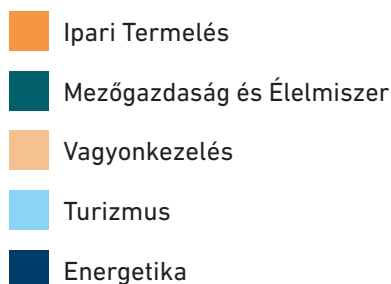 Ipari Termelés
Mezőgazdaság és Élelmiszer
Vagyonkezelés
Turizmus
Energetika